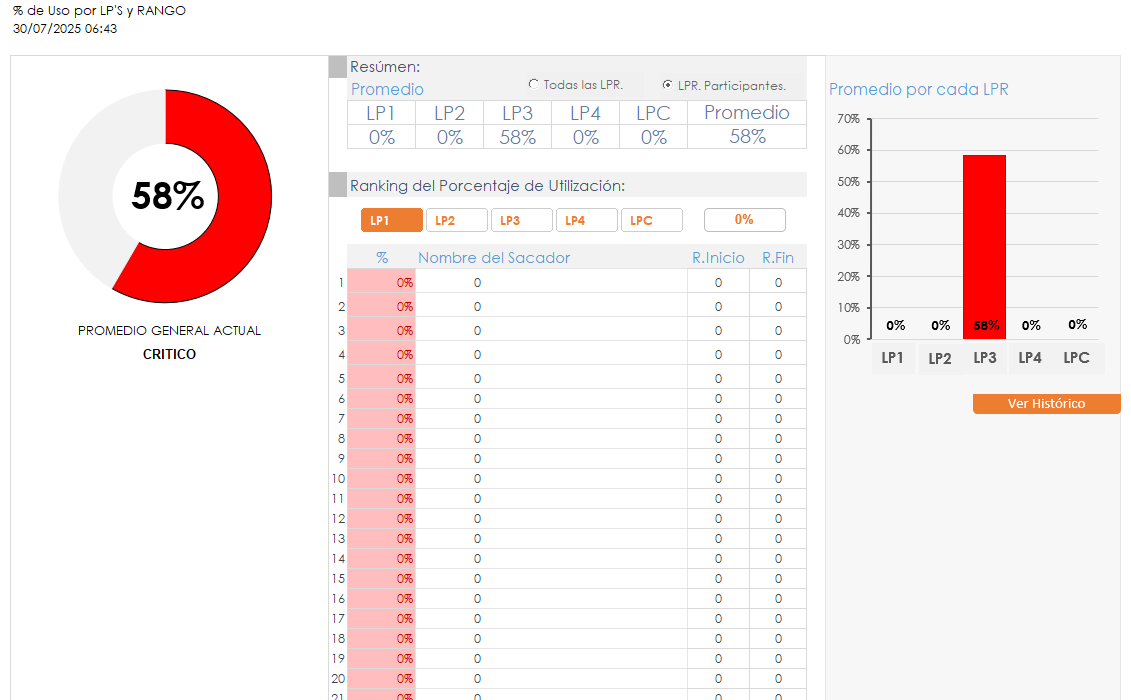 % de Uso por LP'S y RANGO
30/07/2025 06:43
58%
PROMEDIO GENERAL ACTUAL
CRITICO
Resúmen:
Promedio
Todas las LPR.
LPR. Participantes.
LP1 LP2 LP3 LP4 LPC Promedio
0% 0% 58% 0% 0% 58%
Ranking del Porcentaje de Utilización:
LP1 LP2 LP3 LP4 LPC 0%
% Nombre del Sacador R.Inicio R.Fin
1 0% 0 0 0
2 0% 0 0 0
3 0% 0 0 0
4 0% 0 0 0
5 0% 0 0 0
6 0% 0 0 0
7 0% 0 0 0
8 0% 0 0 0
9 0% 0 0 0
10 0% 0 0 0
11 0% 0 0 0
12 0% 0 0 0
13 0% 0 0 0
14 0% 0 0 0
15 0% 0 0 0
16 0% 0 0 0
17 0% 0 0 0
18 0% 0 0 0
19 0% 0 0 0
20 0% 0 0 0
21 0% 0 0 0
Promedio por cada LPR
70%
60%
50%
40%
30%
20%
10%
0%
0% 0% 58% 0% 0%
LP1 LP2 LP3 LP4 LPC
Ver Histórico